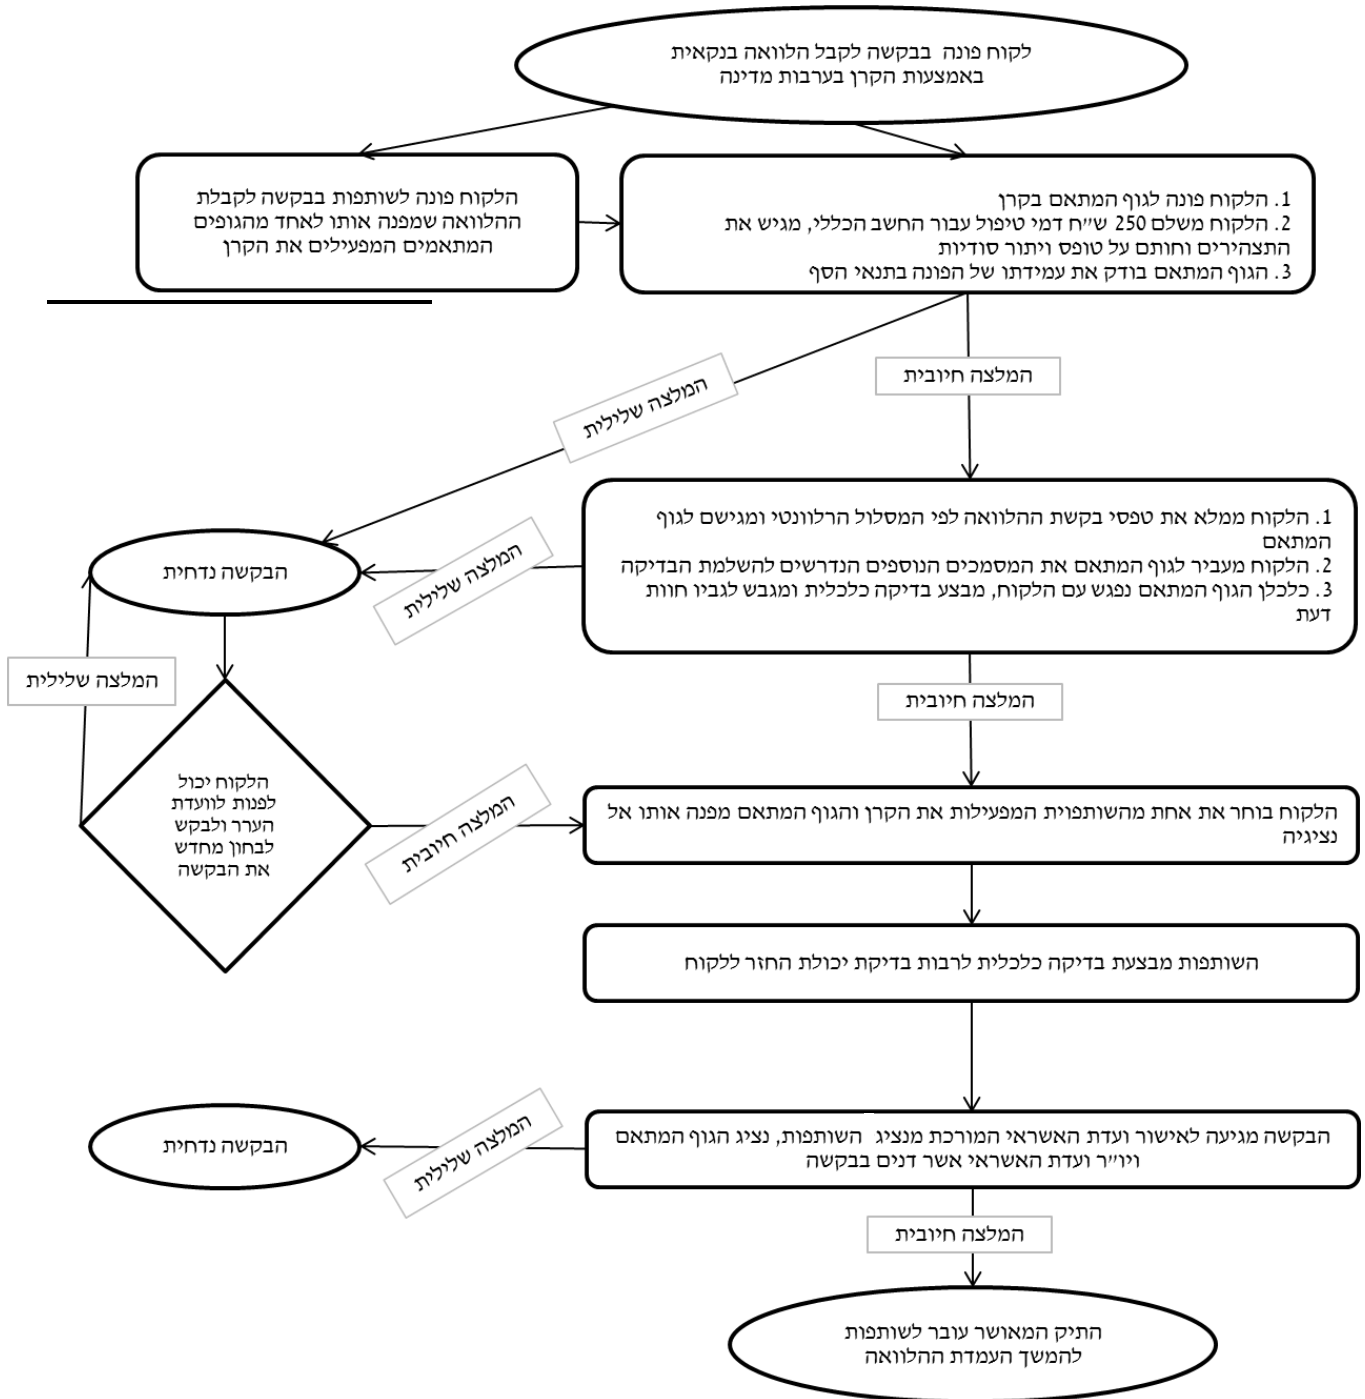 לקוח פונה בבקשה לקבל הלוואה בנקאית
באמצעות הקרן בערבות מדינה
1. הלקוח פונה לגוף המתאם בקרן
2. הלקוח משלם 250 ש״ח דמי טיפול עבור החשב הכללי, מגיש את
התצהירים וחותם על טופס ויתור סודיות
3. הגוף המתאם בודק את עמידתו של הפונה בתנאי הסף
הלקוח פונה לשותפות בבקשה לקבלת
ההלוואה שמפנה אותו לאחד מהגופים
המתאמים המפעילים את הקרן
המלצה חיובית
המלצה שלילית
1. הלקוח ממלא את טפסי בקשת ההלוואה לפי המסלול הרלוונטי ומגישם לגוף
המתאם
2. הלקוח מעביר לגוף המתאם את המסמכים הנוספים הנדרשים להשלמת הבדיקה
3. כלכלן הגוף המתאם נפגש עם הלקוח, מבצע בדיקה כלכלית ומגבש לגביו חוות
דעת
המלצה שלילית
הבקשה נדחית
המלצה חיובית
המלצה שלילית
הלקוח יכול
לפנות לוועדת
הערר ולבקש
לבחון מחדש
את הבקשה
המלצה חיובית
הלקוח בוחר את אחת מהשותפוית המפעילות את הקרן והגוף המתאם מפנה אותו אל
נציגיה
השותפות מבצעת בדיקה כלכלית לרבות בדיקת יכולת החזר ללקוח
הבקשה מגיעה לאישור ועדת האשראי המורכת מנציג השותפות, נציג הגוף המתאם
ויו״ר ועדת האשראי אשר דנים בבקשה
המלצה שלילית
הבקשה נדחית
המלצה חיובית
התיק המאושר עובר לשותפות
להמשך העמדת ההלוואה